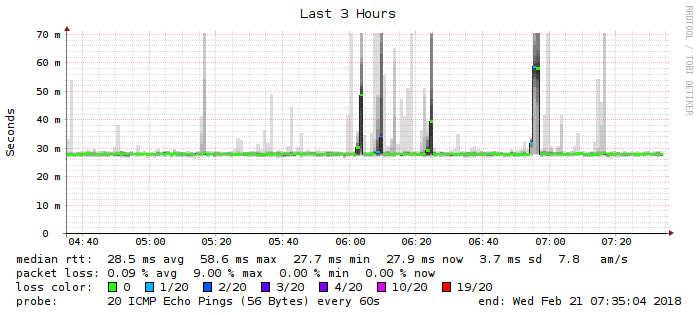 Last 3 Hours
RRDTOOL / TOBI OETIKER
Seconds
70 m
60 m
50 m
40 m
30 m
20 m
10 m
0
04:40 05:00 05:20 05:40 06:00 06:20 06:40 07:00 07:20
median rtt: 28.5 ms avg 58.6 ms max 27.7 ms min 27.9 ms now 3.7 ms sd 7.8 am/s
packet loss: 0.09 % avg 9.00 % max 0.00 % min 0.00 % now
loss color: 0 1/20 2/20 3/20 4/20 10/20 19/20
probe: 20 ICMP Echo Pings (56 Bytes) every 60s end: Wed Feb 21 07:35:04 2018